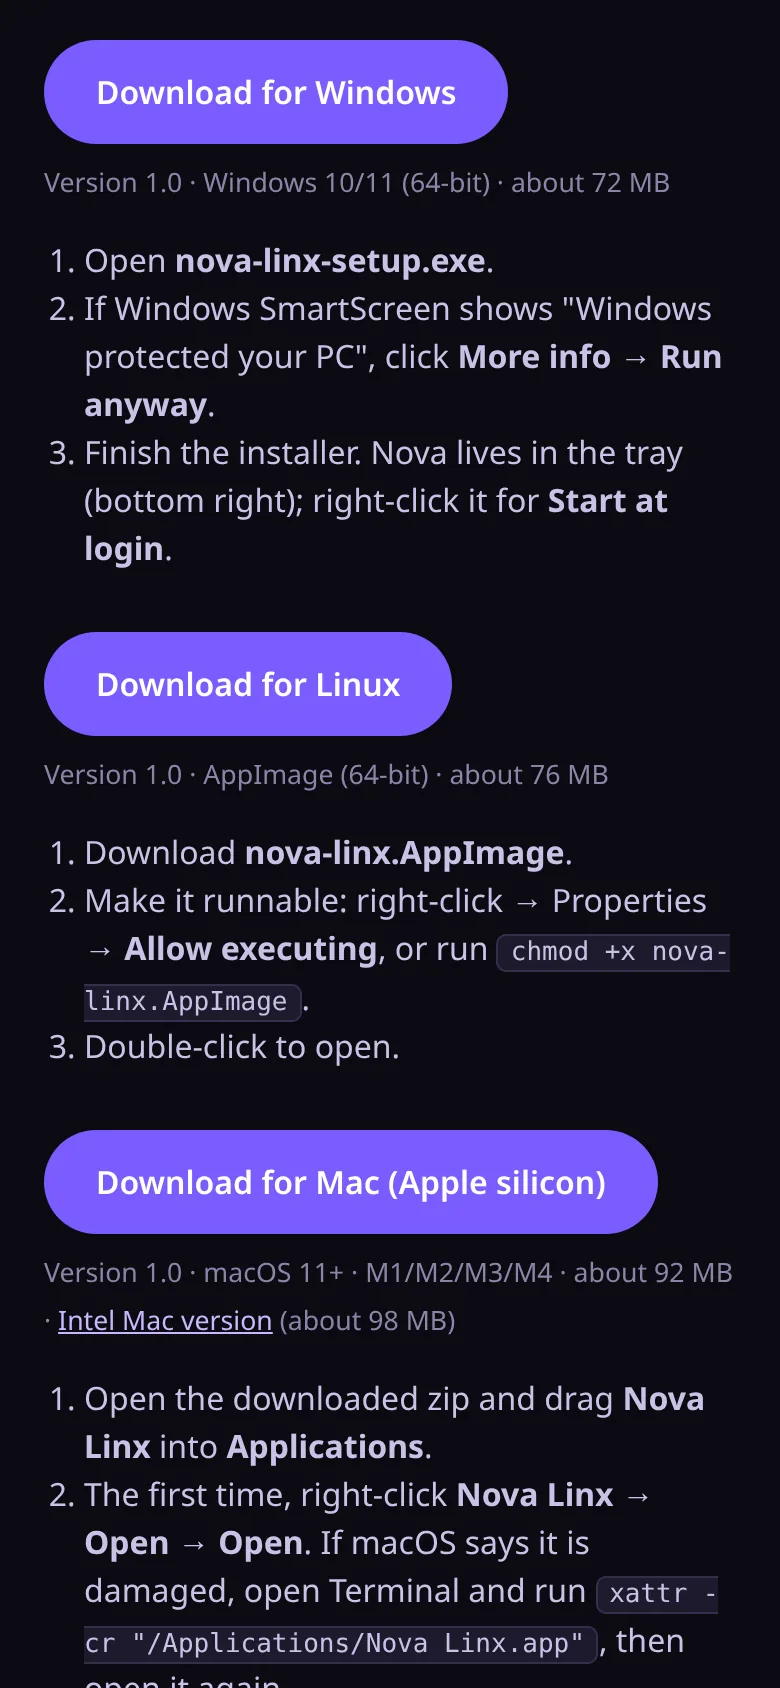 Download for Windows
Version 1.0 · Windows 10/11 (64-bit) · about 72 MB
1. Open nova-linx-setup.exe.
2. If Windows SmartScreen shows "Windows
protected your PC", click More info → Run
anyway.
3. Finish the installer. Nova lives in the tray
(bottom right); right-click it for Start at
login.
Download for Linux
Version 1.0 · AppImage (64-bit) · about 76 MB
1. Download nova-linx.AppImage.
2. Make it runnable: right-click → Properties
→ Allow executing, or run chmod +x nova-
linx.AppImage.
3. Double-click to open.
Download for Mac (Apple silicon)
Version 1.0 · macOS 11+ · M1/M2/M3/M4 · about 92 MB
· Intel Mac version (about 98 MB)
1. Open the downloaded zip and drag Nova
Linx into Applications.
2. The first time, right-click Nova Linx →
Open → Open. If macOS says it is
damaged, open Terminal and run xattr -
cr "/Applications/Nova Linx.app", then
open it again